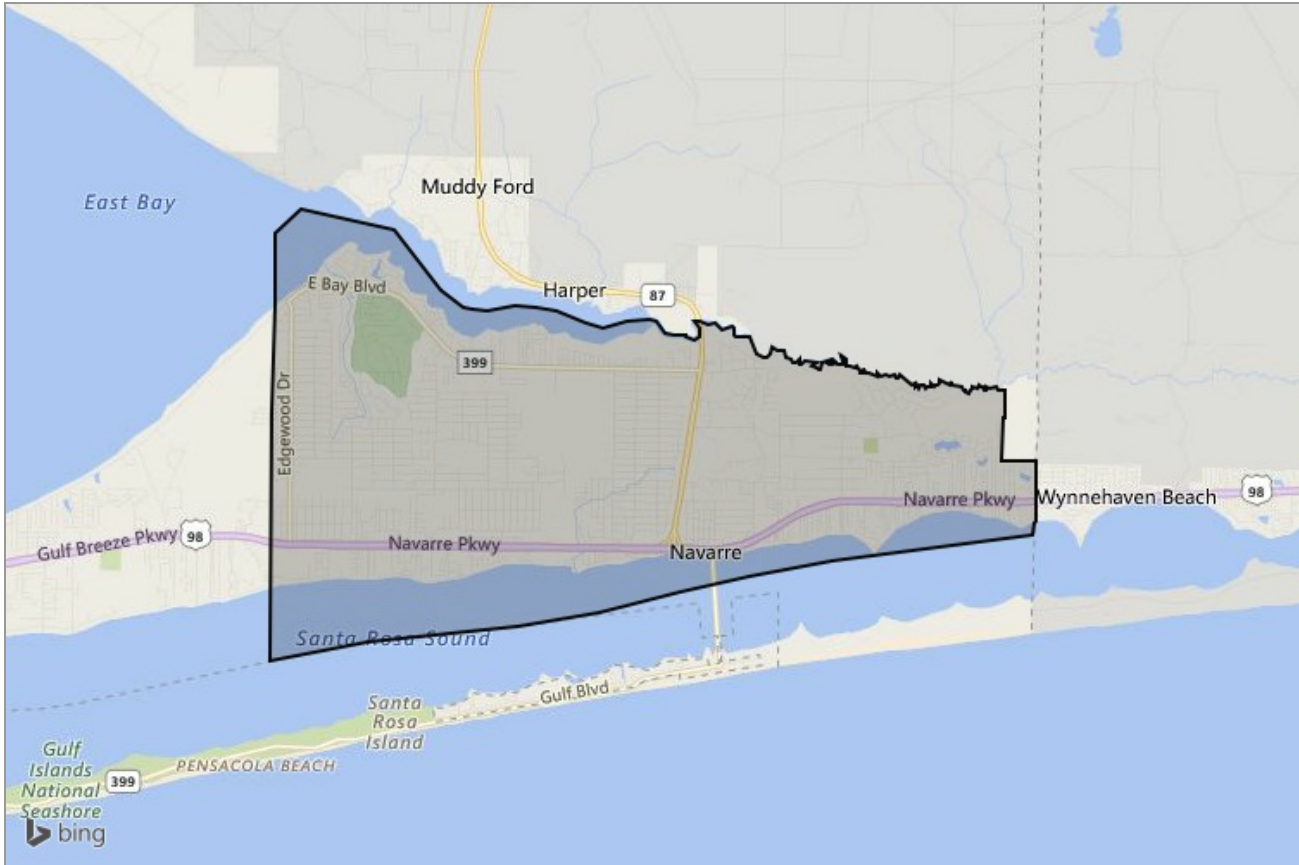 Muddy Ford
East Bay
E Bay Blvd
Harper
87
399
Edgewood Dr
Navarre Pkwy
Wynnehaven Beach
98
98
Gulf Breeze Pkwy
Navarre Pkwy
Navarre
Santa Rosa Sound
Gulf Blvd
Santa
Rosa
Island
Gulf
Islands
National
Seashore
399
PENSACOLA BEACH
bing